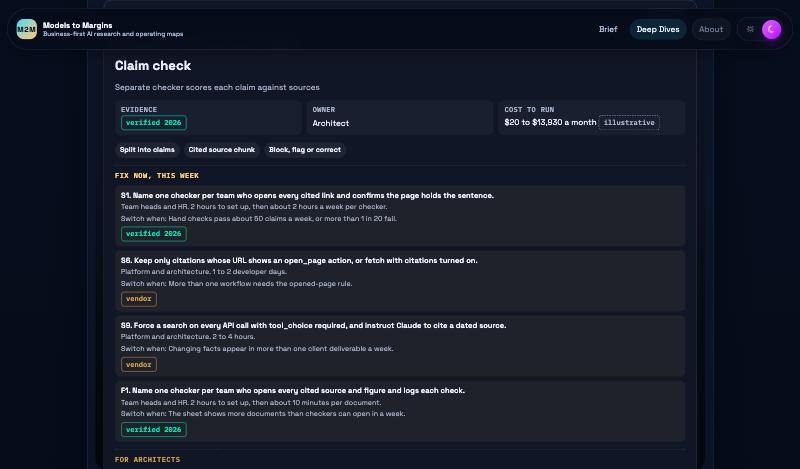 M2M
Models to Margins
Business-first AI research and operating maps
Brief
Deep Dives
About
Claim check
Separate checker scores each claim against sources
EVIDENCE
verified 2026
OWNER
Architect
COST TO RUN
$20 to $13,930 a month illustrative
Split into claims
Cited source chunk
Block, flag or correct
FIX NOW, THIS WEEK
S1. Name one checker per team who opens every cited link and confirms the page holds the sentence.
Team heads and HR. 2 hours to set up, then about 2 hours a week per checker.
Switch when: Hand checks pass about 50 claims a week, or more than 1 in 20 fail.
verified 2026
S6. Keep only citations whose URL shows an open_page action, or fetch with citations turned on.
Platform and architecture. 1 to 2 developer days.
Switch when: More than one workflow needs the opened-page rule.
vendor
S9. Force a search on every API call with tool_choice required, and instruct Claude to cite a dated source.
Platform and architecture. 2 to 4 hours.
Switch when: Changing facts appear in more than one client deliverable a week.
vendor
F1. Name one checker per team who opens every cited source and figure and logs each check.
Team heads and HR. 2 hours to set up, then about 10 minutes per document.
Switch when: The sheet shows more documents than checkers can open in a week.
verified 2026
FOR ARCHITECTS